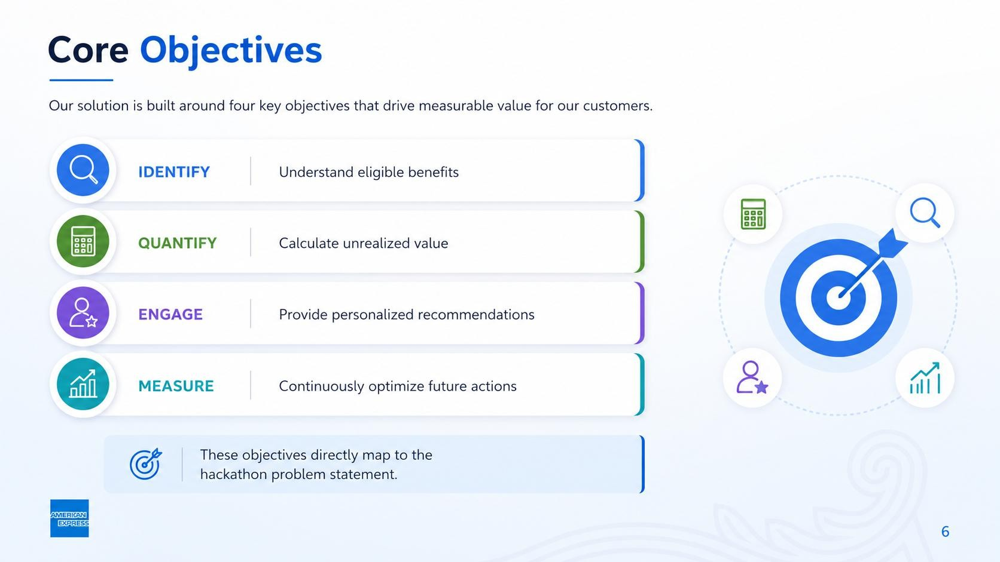 Core Objectives
Our solution is built around four key objectives that drive measurable value for our customers.
IDENTIFY
Understand eligible benefits
QUANTIFY
Calculate unrealized value
ENGAGE
Provide personalized recommendations
MEASURE
Continuously optimize future actions
These objectives directly map to the
hackathon problem statement.
AMERICAN
EXPRESS
6